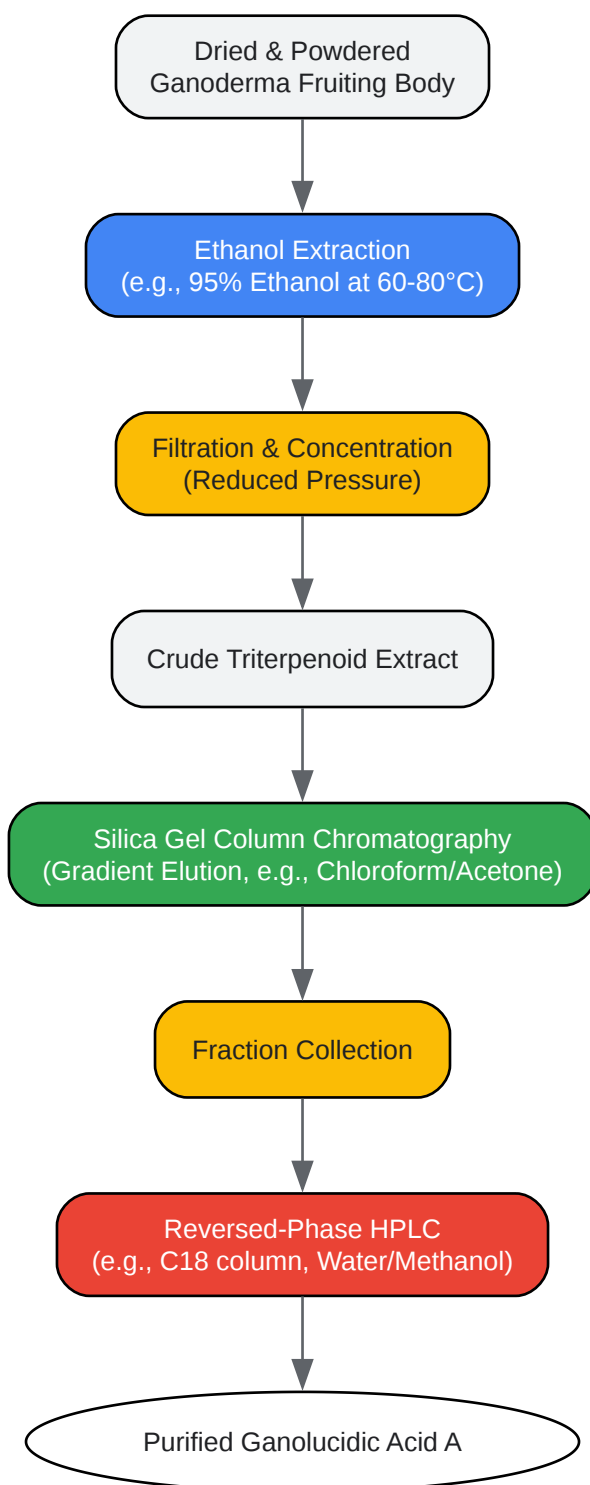 Dried & Powdered
Ganoderma Fruiting Body
Ethanol Extraction
(e.g., 95% Ethanol at 60-80°C)
Filtration & Concentration
(Reduced Pressure)
Crude Triterpenoid Extract
Silica Gel Column Chromatography
(Gradient Elution, e.g., Chloroform/Acetone)
Fraction Collection
Reversed-Phase HPLC
(e.g., C18 column, Water/Methanol)
Purified Ganolucidic Acid A